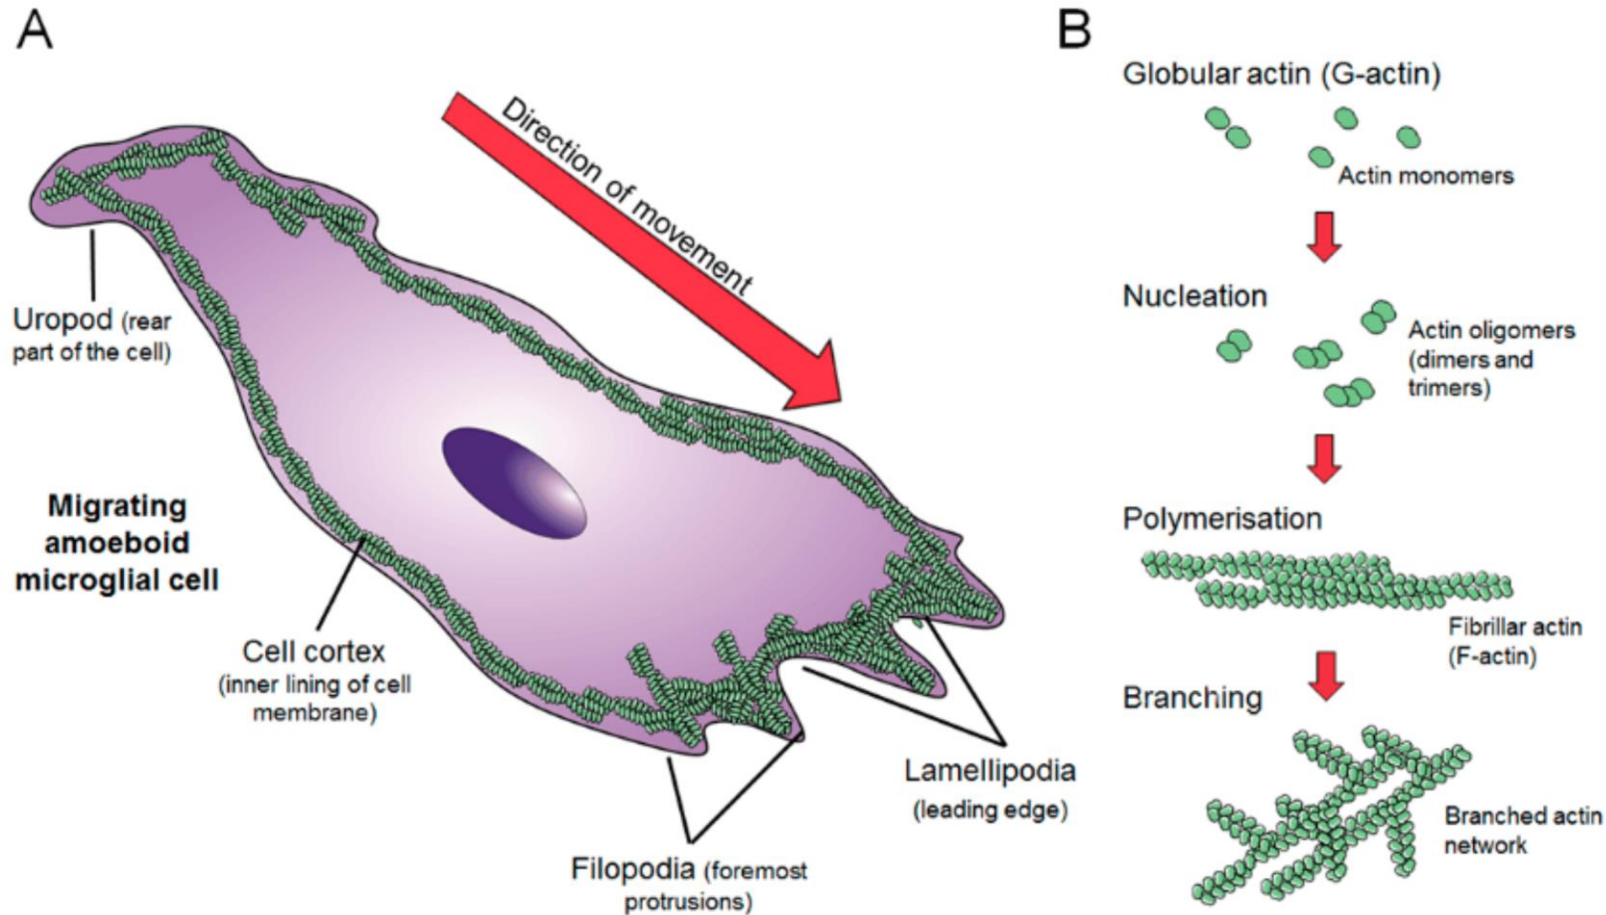 A
Direction of movement
Uropod (rear
part of the cell)
Migrating
amoeboid
microglial cell
Cell cortex
(inner lining of cell
membrane)
Filopodia (foremost
protrusions)
Lamellipodia
(leading edge)
B
Globular actin (G-actin)
Actin monomers
Nucleation
Actin oligomers
(dimers and
trimers)
Polymerisation
Fibrillar actin
(F-actin)
Branching
Branched actin
network